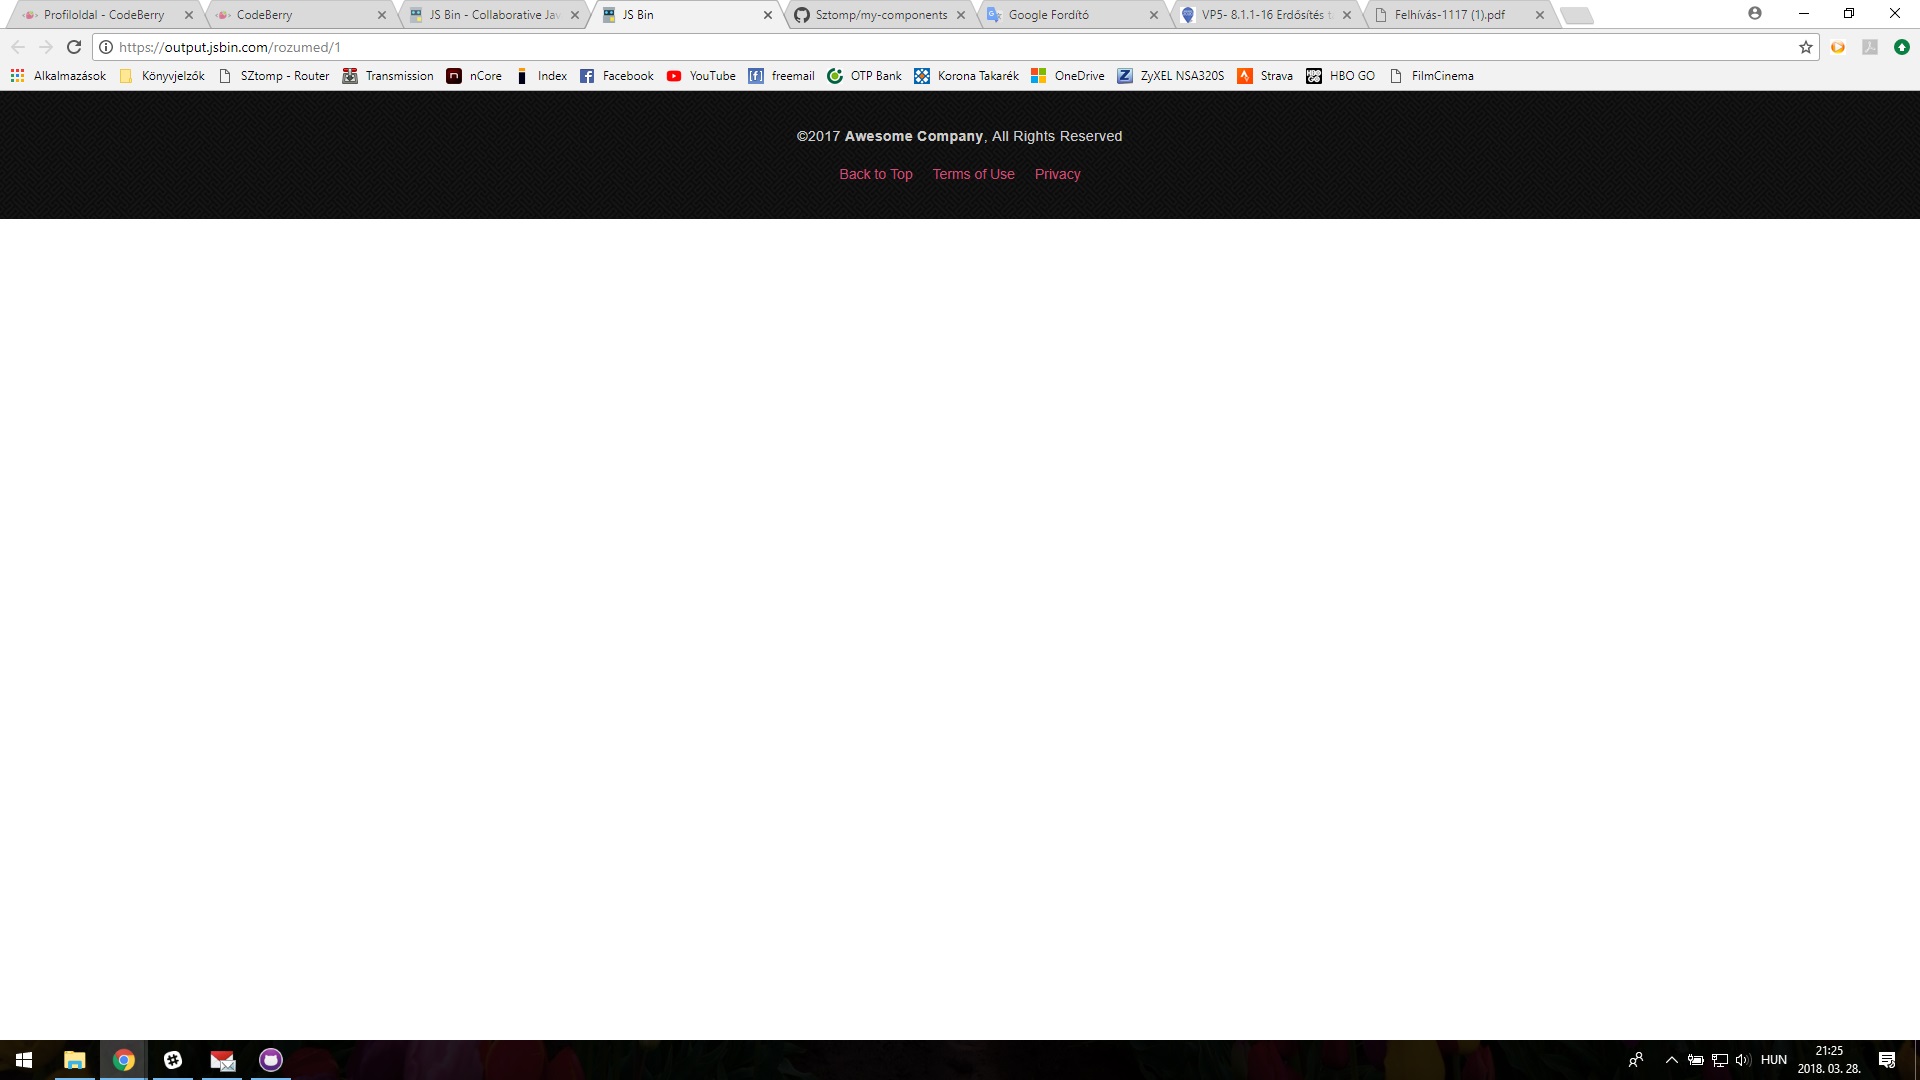 Profiloldal - CodeBerry
CodeBerry
JS Bin - Collaborative Jav
JS Bin
Sztomp/my-components
Google Fordító
VP5- 8.1.1-16 Erdősítés t
Felhívás-1117 (1).pdf
https://output.jsbin.com/rozumed/1
Alkalmazások Könyvjelzők SZtomp - Router Transmission nCore Index Facebook YouTube freemail OTP Bank Korona Takarék OneDrive ZyXEL NSA320S Strava HBO GO FilmCinema
©2017 Awesome Company, All Rights Reserved
Back to Top Terms of Use Privacy
HUN
21:25
2018. 03. 28.